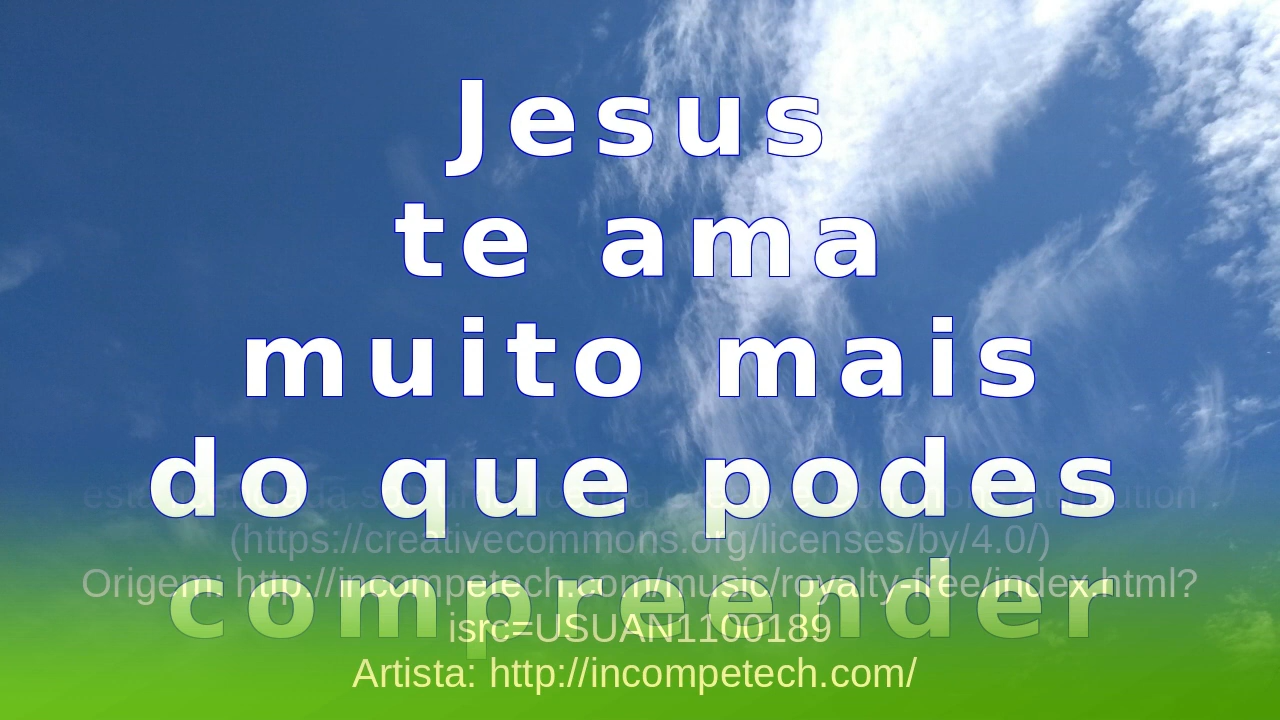 Jesus
te ama
muito mais
do que podes
compreender
(https://creativecommons.org/licenses/by/4.0/)
Origem: http://incompetech.com/music/royalty-free/index.html?
isrc=USUAN1100189
Artista: http://incompetech.com/